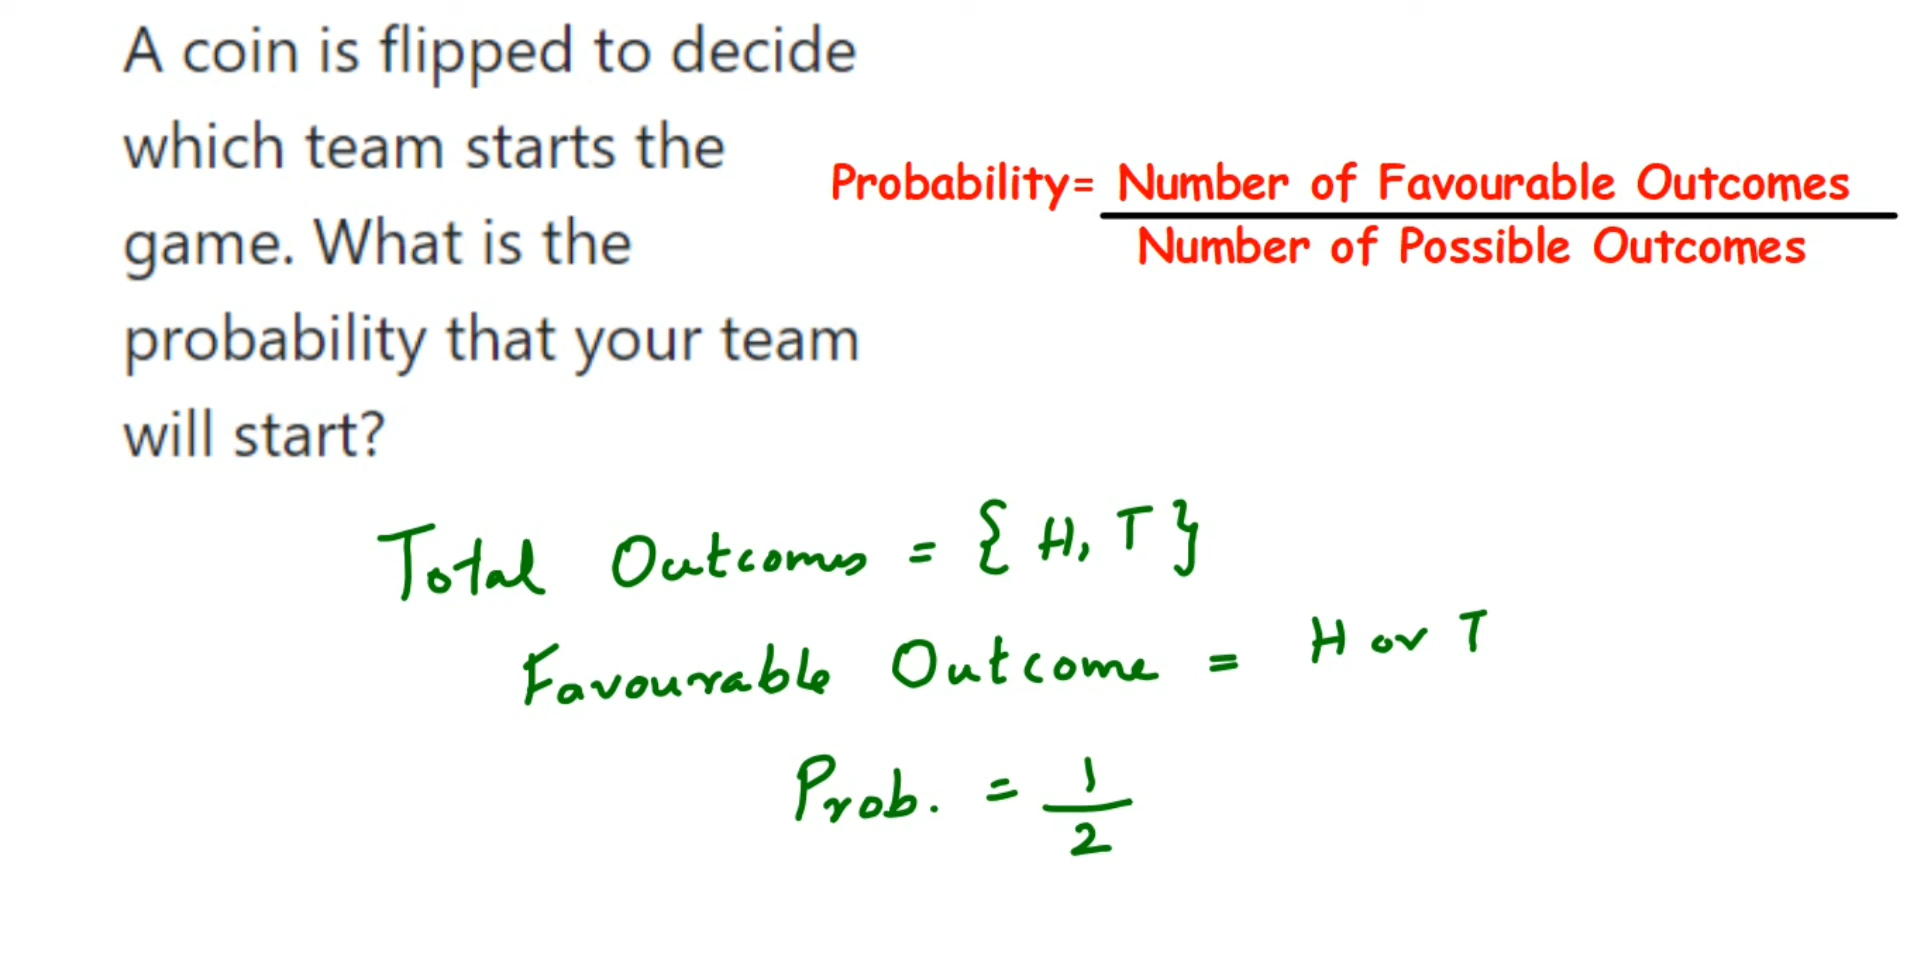 A coin is flipped to decide
which team starts the
game. What is the
probability that your team
will start?
Probability= Number of Favourable Outcomes
Number of Possible Outcomes
Total Outcomes = { H, T }
Favourable Outcome = H or T
Prob. = 1
2